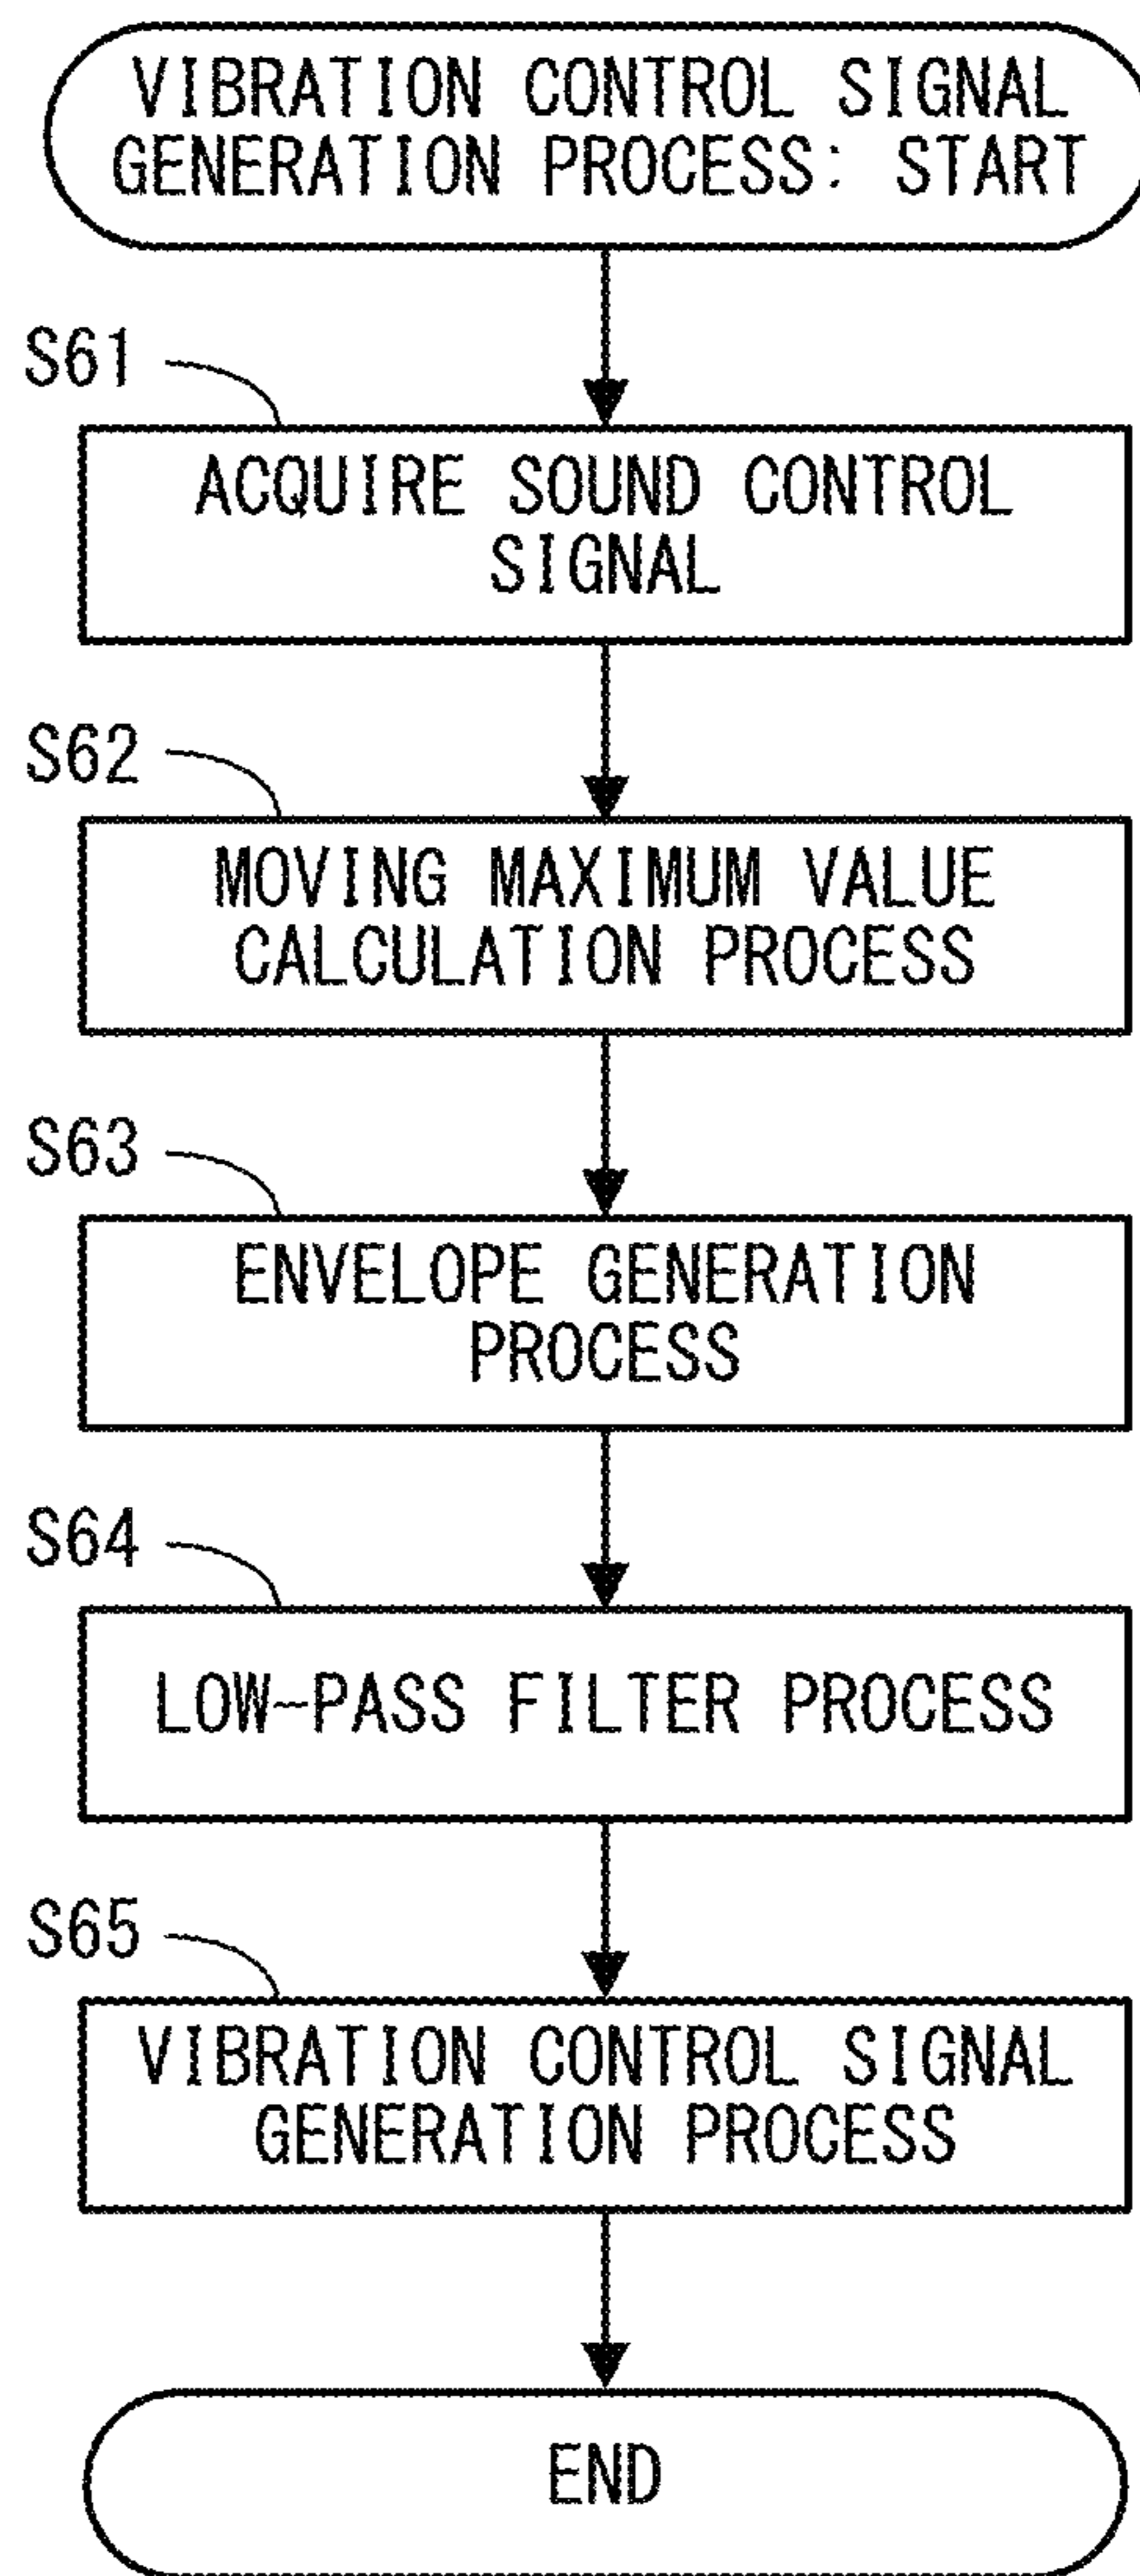 VIBRATION CONTROL SIGNAL
GENERATION PROCESS: START
S61
ACQUIRE SOUND CONTROL
SIGNAL
S62
MOVING MAXIMUM VALUE
CALCULATION PROCESS
S63
ENVELOPE GENERATION
PROCESS
S64
LOW-PASS FILTER PROCESS
S65
VIBRATION CONTROL SIGNAL
GENERATION PROCESS
END